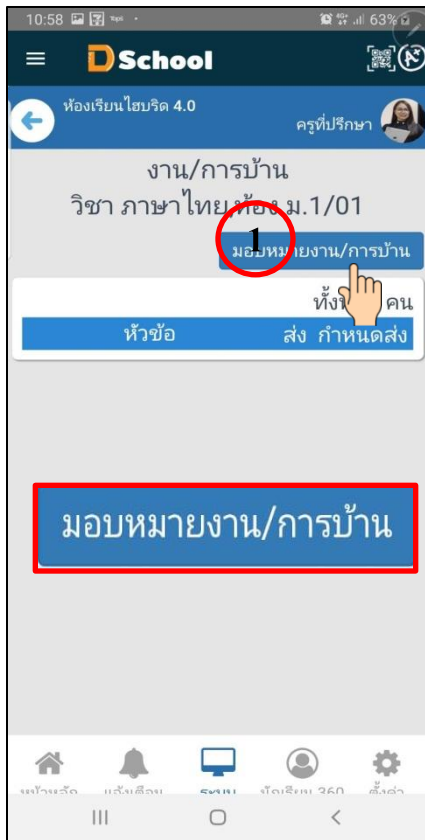 10:58 63%
DSchool
ห้องเรียนไฮบริด 4.0
ครูที่ปรึกษา
งาน/การบ้าน
วิชา ภาษาไทย,ห้อง ม.1/01
1
มอบหมายงาน/การบ้าน
คน
หัวข้อ ส่ง กำหนดส่ง
มอบหมายงาน/การบ้าน
หน้าหลัก แจ้งเตือน ระบบ นักเรียน 360 ตั้งค่า